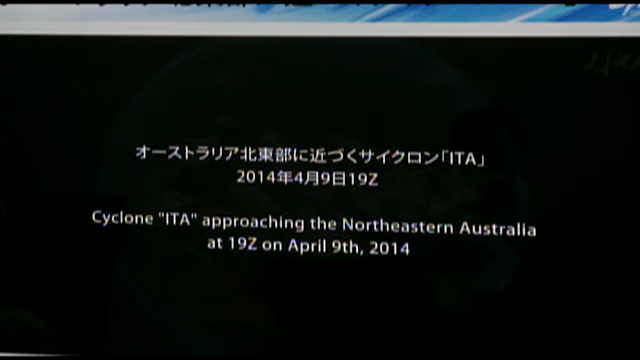 オーストラリア北東部に近づくサイクロン「ITA」
2014年4月9日19Z
Cyclone "ITA" approaching the Northeastern Australia
at 19Z on April 9th, 2014